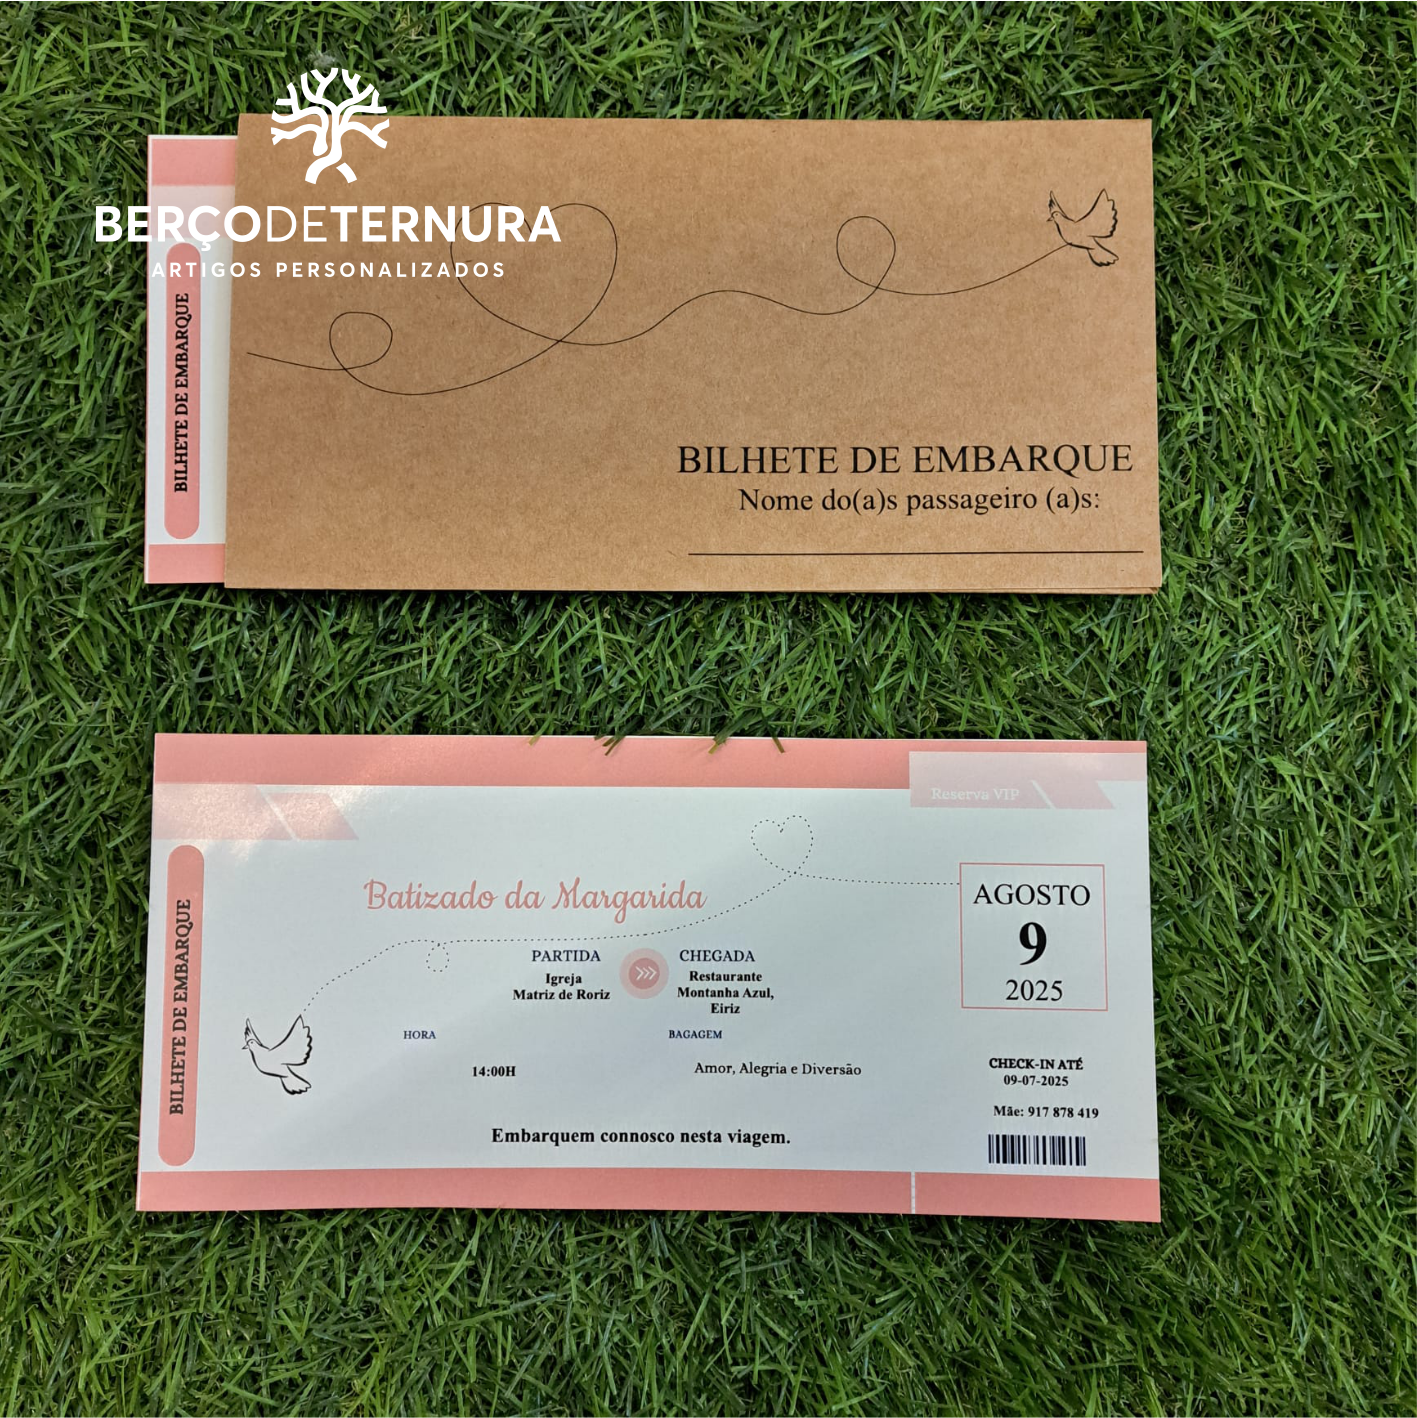 BERÇODETERNURA
ARTIGOS PERSONALIZADOS
BILHETE DE EMBARQUE
BILHETE DE EMBARQUE
Nome do(a)s passageiro (a)s:
Reserva VIP
BILHETE DE EMBARQUE
Batizado da Margarida
AGOSTO
9
2025
PARTIDA
Igreja
Matriz de Roriz
CHEGADA
Restaurante
Montanha Azul,
Eiriz
HORA
14:00H
BAGAGEM
Amor, Alegria e Diversão
CHECK-IN ATÉ
09-07-2025
Mãe: 917 878 419
Embarquem connosco nesta viagem.